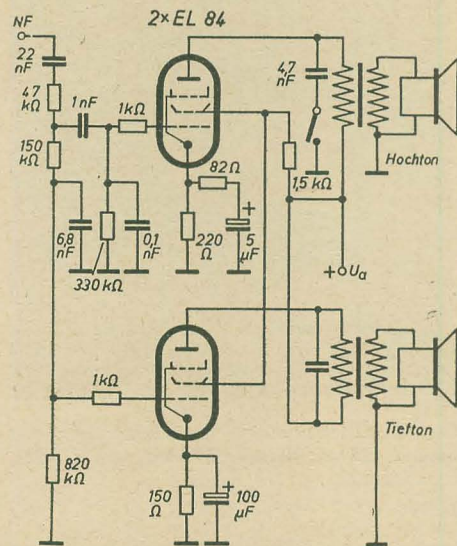 2× EL 84
NF
22
nF
47
kΩ
1nF
1kΩ
150
kΩ
4,7
nF
Hochton
82Ω
1,5 kΩ
6,8
nF
0,1
nF
330 kΩ
220
Ω
+
5
µF
+
Ua
1kΩ
Tiefton
820
kΩ
150
Ω
+
100
µF